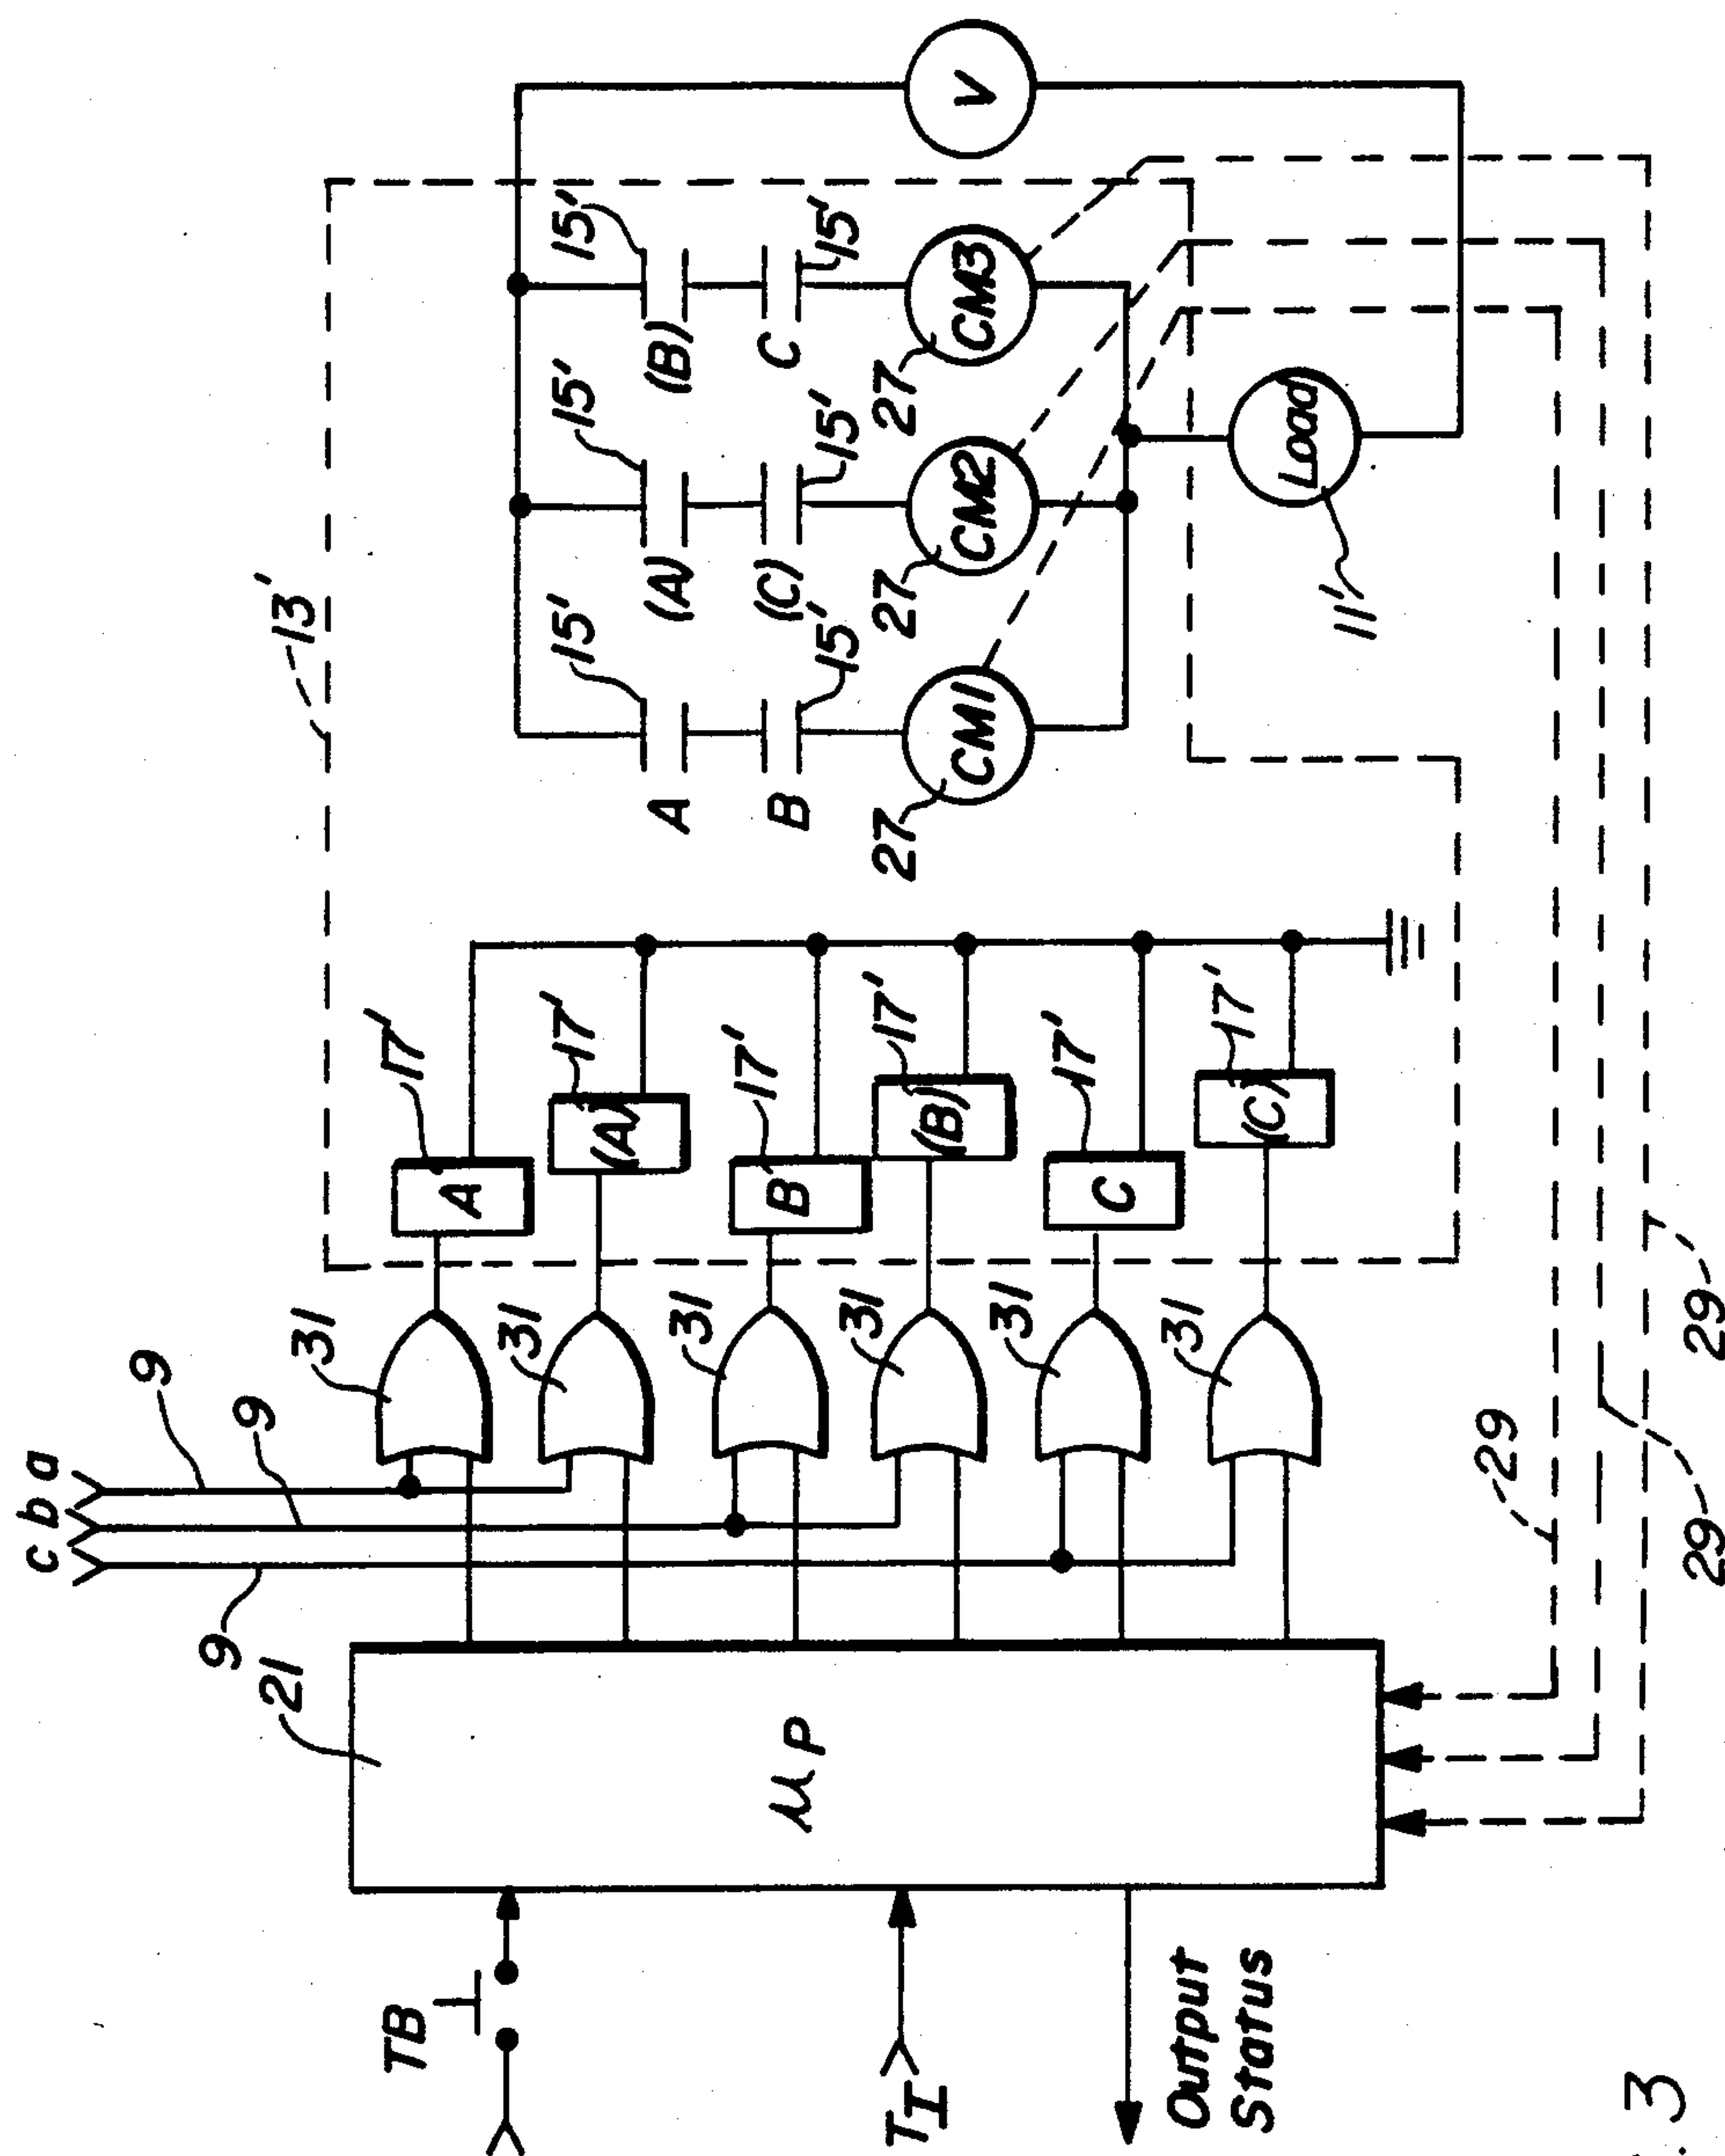 c b a
9
9
9
21
31
31
31
31
31
31
17'
17'
17'
17'
17'
17'
A
(A)
B
(B)
C
(C)
13'
15'
15'
15'
15'
15'
15'
A
(A)
(B)
B
(C)
C
27
27
27
CM1
CM2
CM3
V
Load
11'
μP
TB
TI
Output
Status
29
29
29
.3